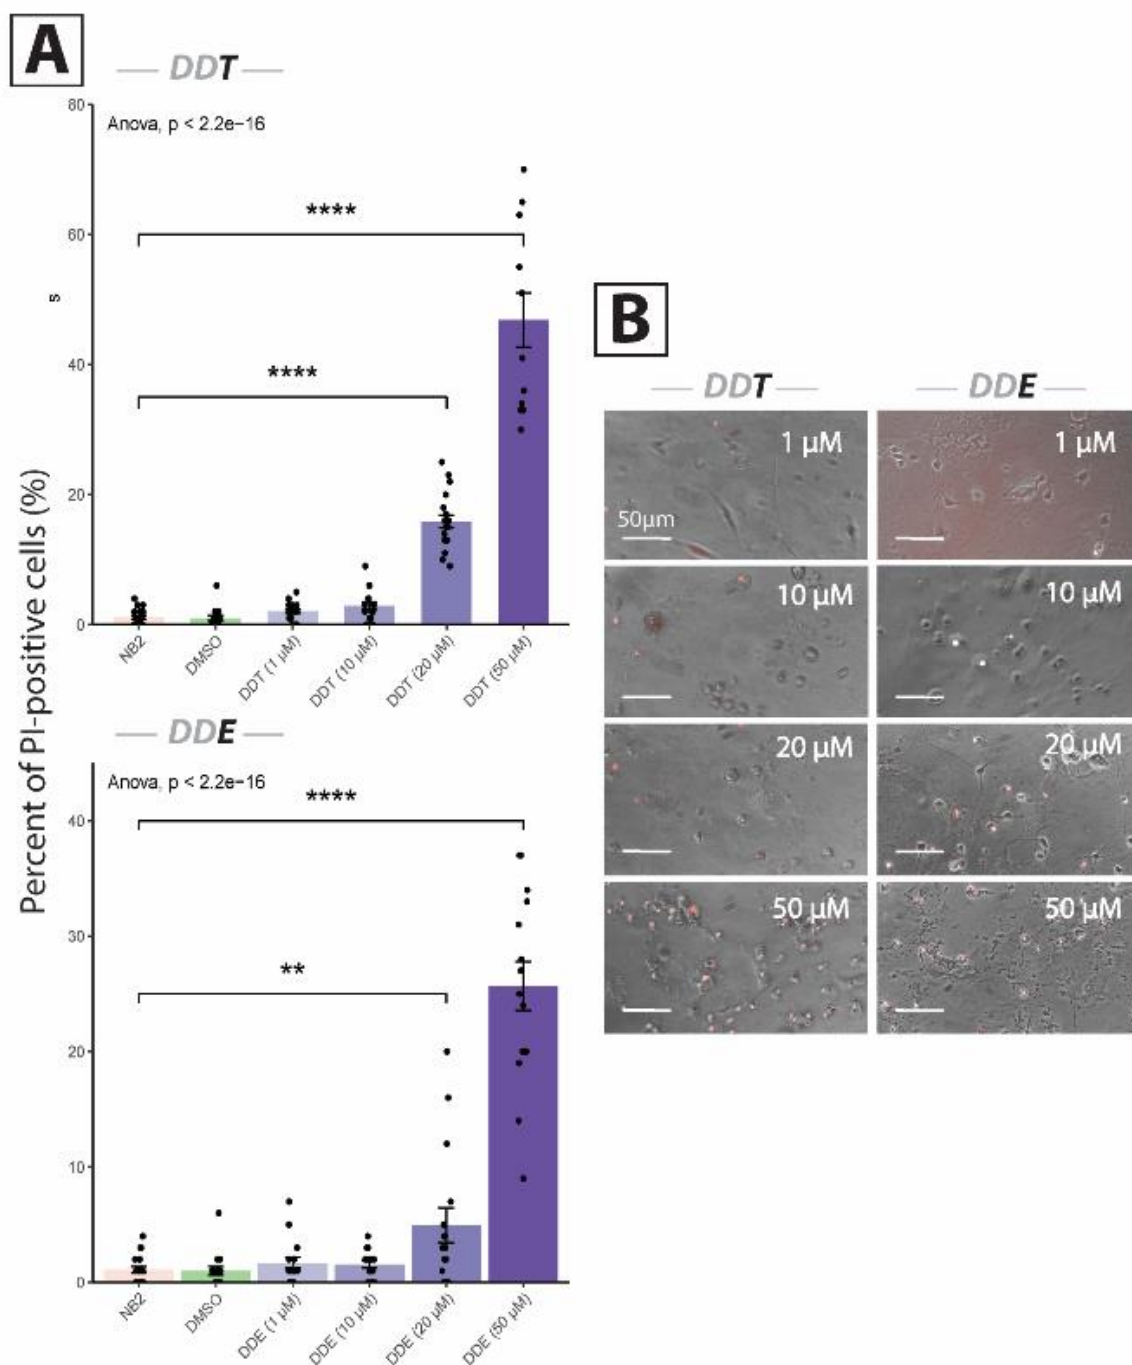 A
DDT
80
Anova, p < 2.2e−16
****
60
s
40
****
20
0
NB2
DMSO
DDT (1 µM)
DDT (10 µM)
DDT (20 µM)
DDT (50 µM)
Percent of PI-positive cells (%)
DDE
Anova, p < 2.2e−16
****
40
30
**
20
10
0
NB2
DMSO
DDE (1 µM)
DDE (10 µM)
DDE (20 µM)
DDE (50 µM)
B
DDT
DDE
1 µM
1 µM
50µm
10 µM
10 µM
20 µM
20 µM
50 µM
50 µM